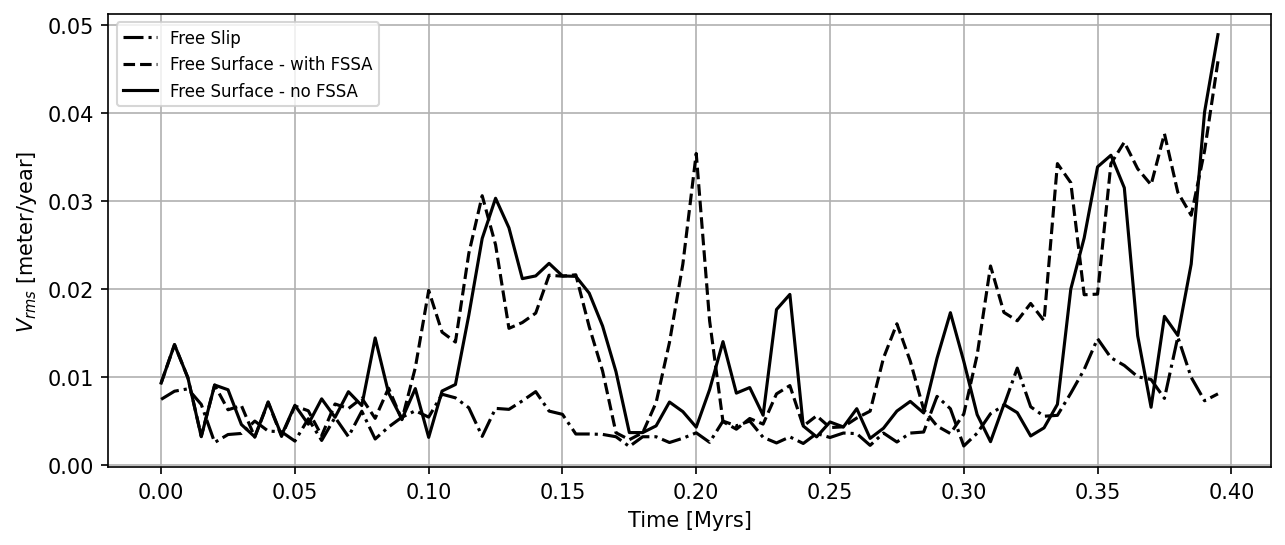 Free Slip
Free Surface - with FSSA
Free Surface - no FSSA
0.05
0.04
0.03
0.02
0.01
0.00
V_{rms} [meter/year]
0.00 0.05 0.10 0.15 0.20 0.25 0.30 0.35 0.40
Time [Myrs]